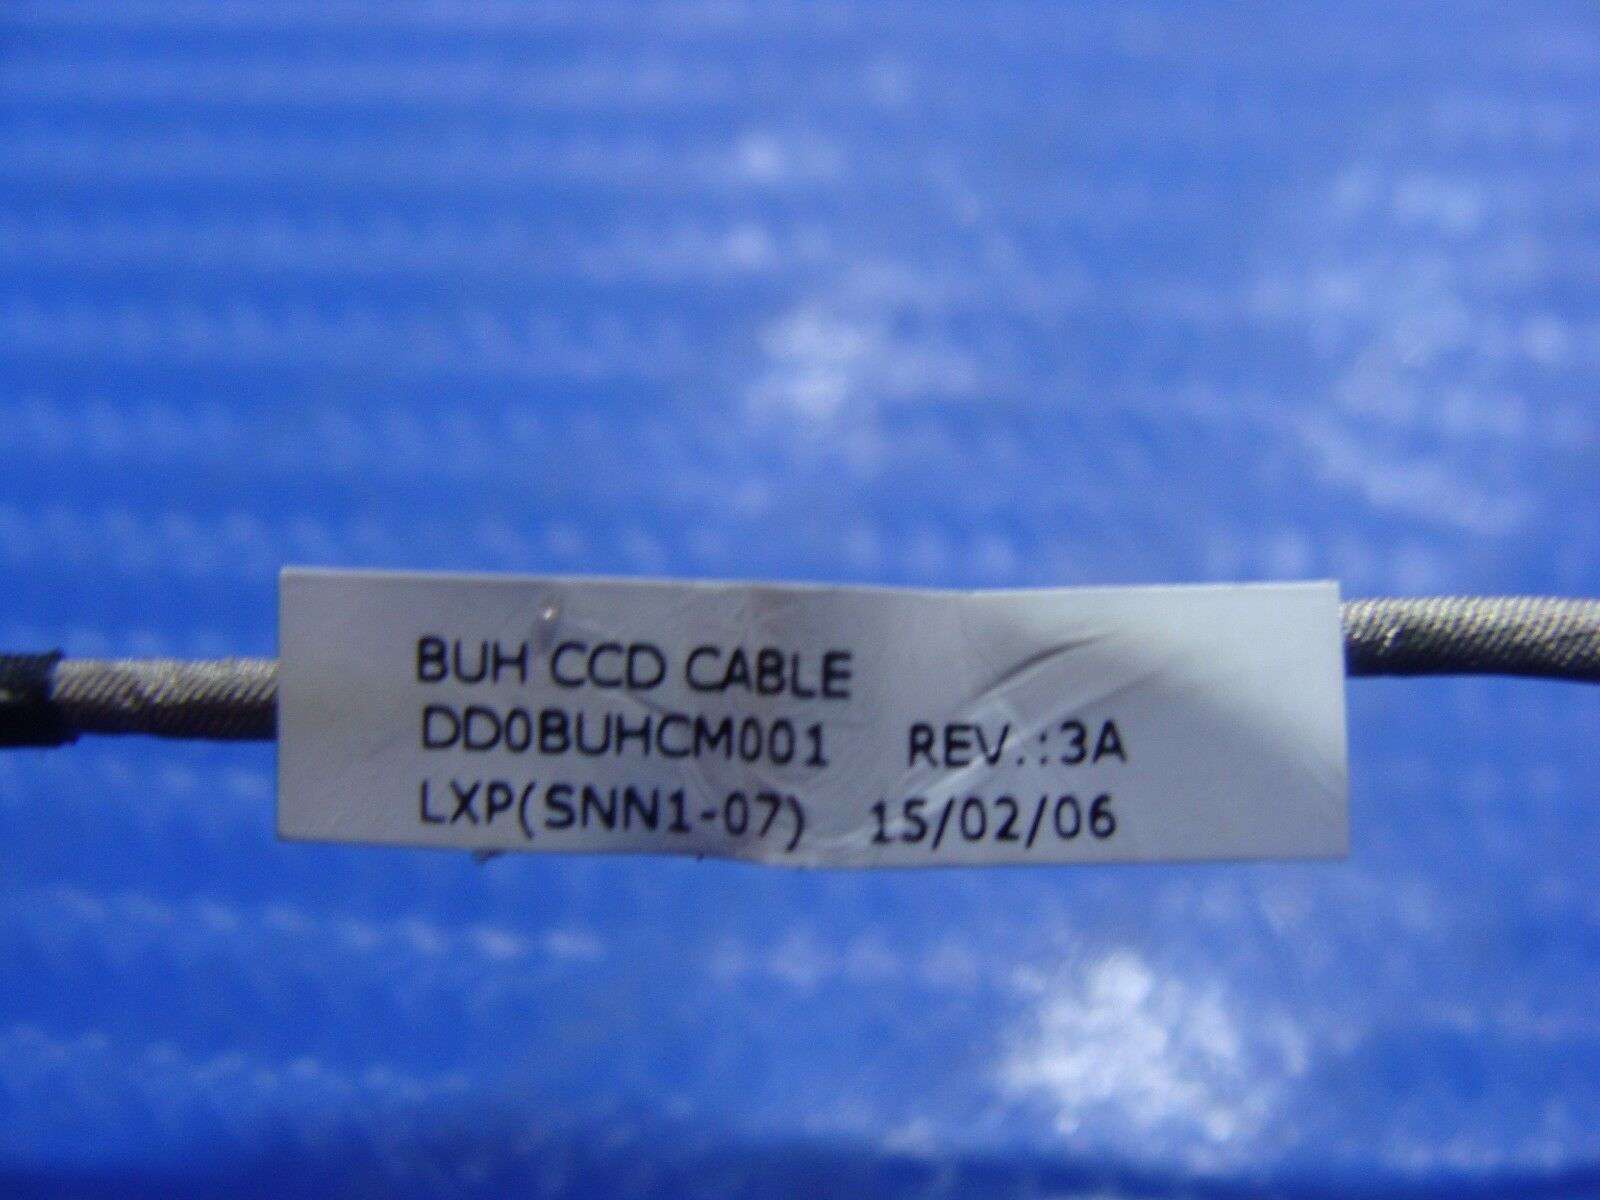 BUH CCD CABLE
DD0BUHCM001 REV.:3A
LXP(SNN1-07) 15/02/06